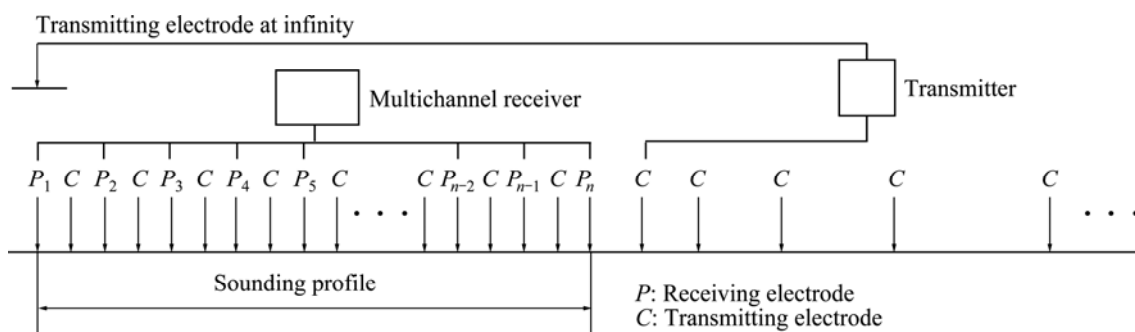 Transmitting electrode at infinity
Multichannel receiver
Transmitter
P₁ C P₂ C P₃ C P₄ C P₅ C C Pₙ₋₂ C Pₙ₋₁ C Pₙ C C C C C
· · · · · ·
Sounding profile
P: Receiving electrode
C: Transmitting electrode